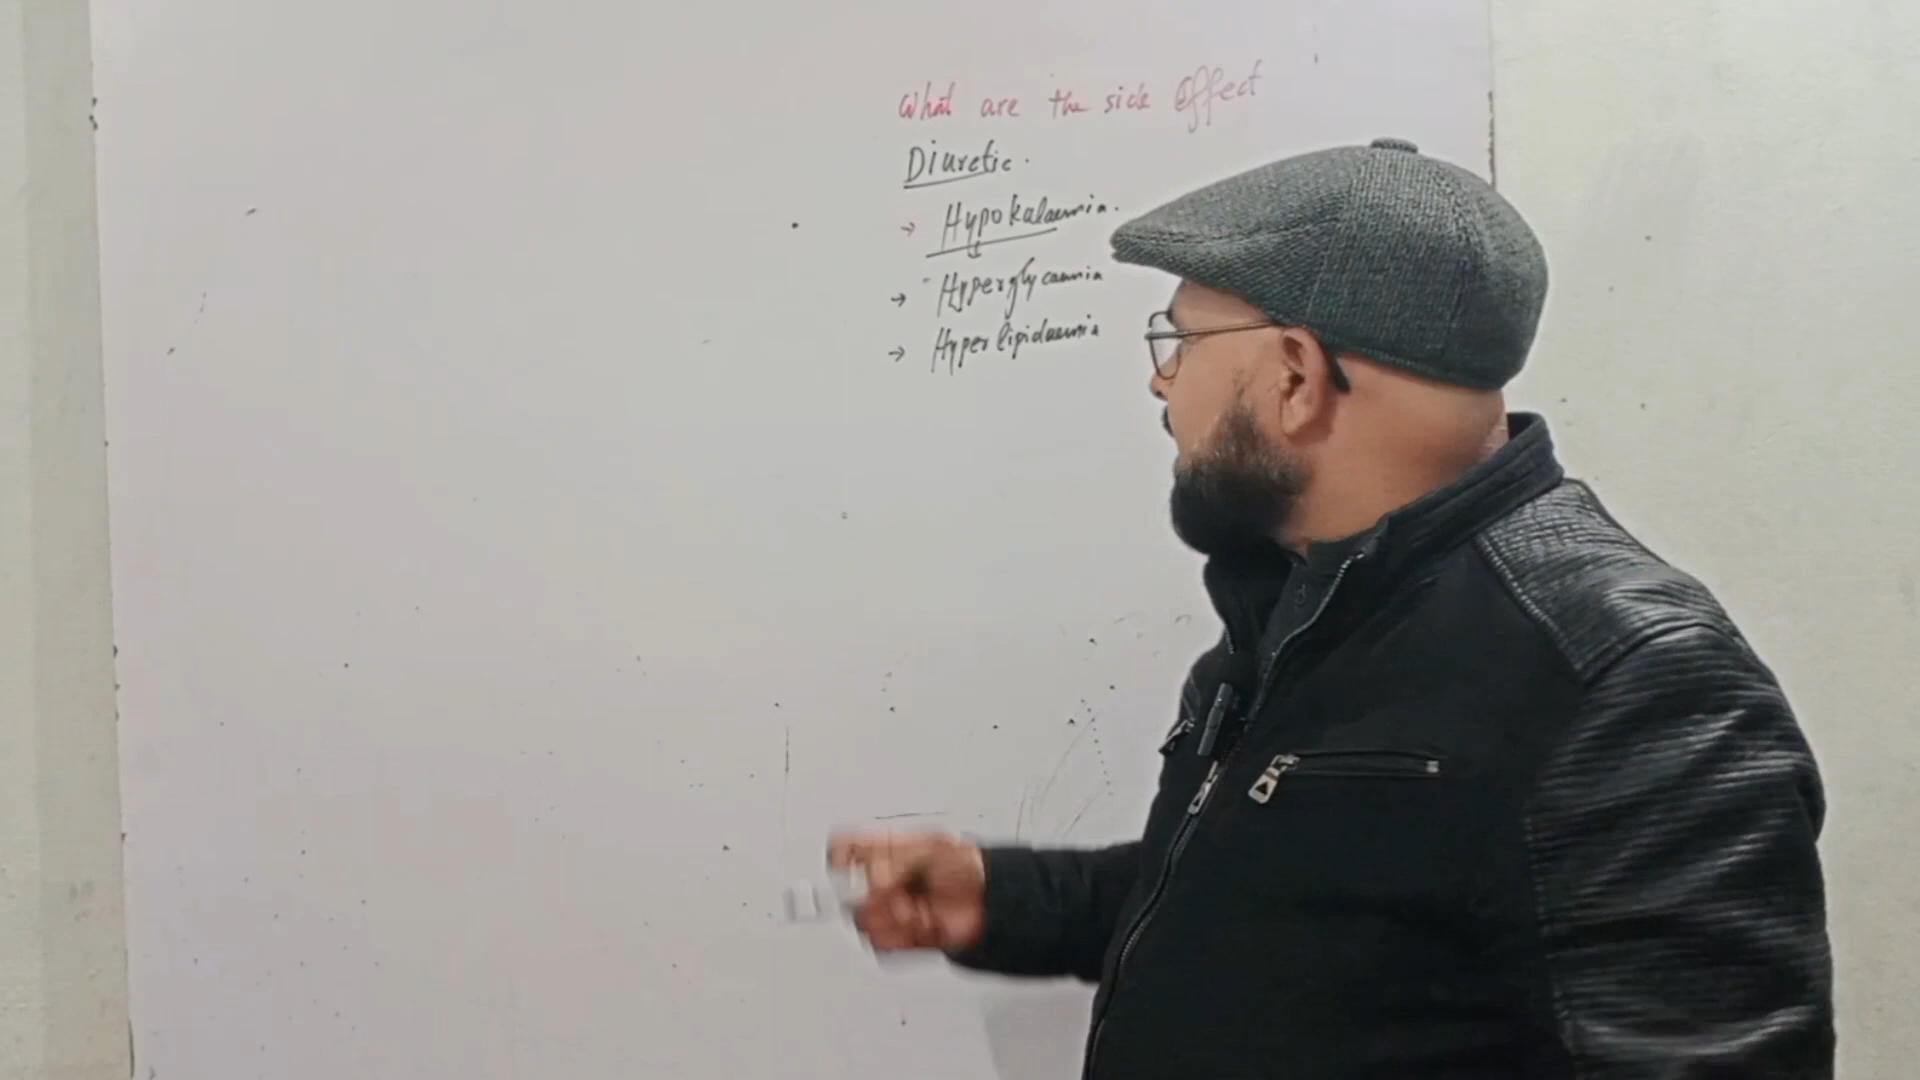 What are the side effect
Diuretic.
→ Hypokalaemia.
→ Hyperglycaemia
→ Hyperlipidaemia